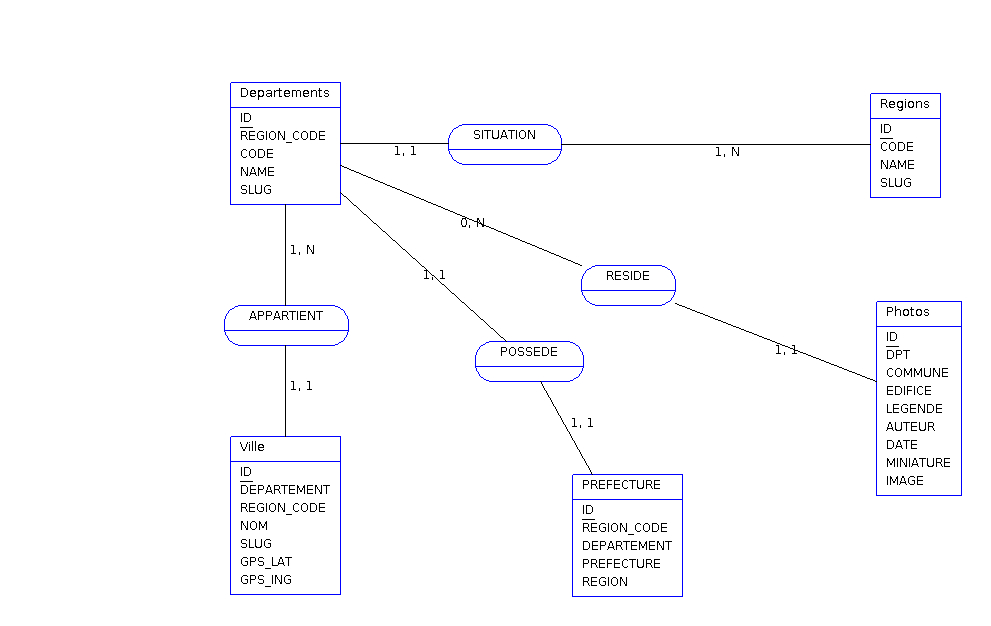 Departements
ID
REGION_CODE
CODE
NAME
SLUG
1, 1
SITUATION
1, N
Regions
ID
CODE
NAME
SLUG
0, N
RESIDE
1, 1
Photos
ID
DPT
COMMUNE
EDIFICE
LEGENDE
AUTEUR
DATE
MINIATURE
IMAGE
1, N
APPARTIENT
1, 1
1, 1
POSSEDE
1, 1
Ville
ID
DEPARTEMENT
REGION_CODE
NOM
SLUG
GPS_LAT
GPS_ING
PREFECTURE
ID
REGION_CODE
DEPARTEMENT
PREFECTURE
REGION